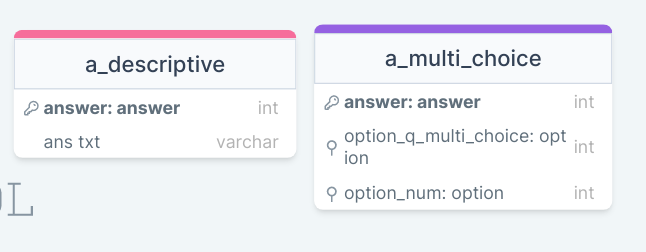 a_descriptive
answer: answer int
ans txt varchar
a_multi_choice
answer: answer int
option_q_multi_choice: opt
ion int
option_num: option int